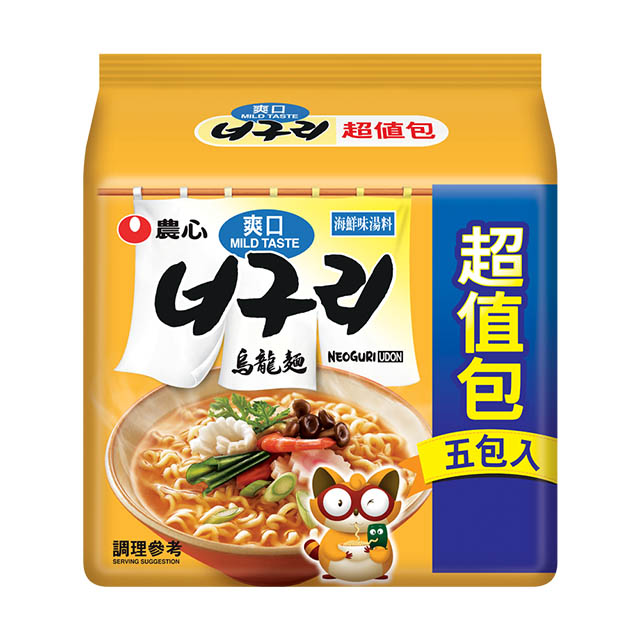 爽口
MILD TASTE
너구리 超值包
農心
爽口
MILD TASTE
海鮮味湯料
너구리
烏龍麵
NEOGURI UDON
超值包
五包入
調理參考
SERVING SUGGESTION